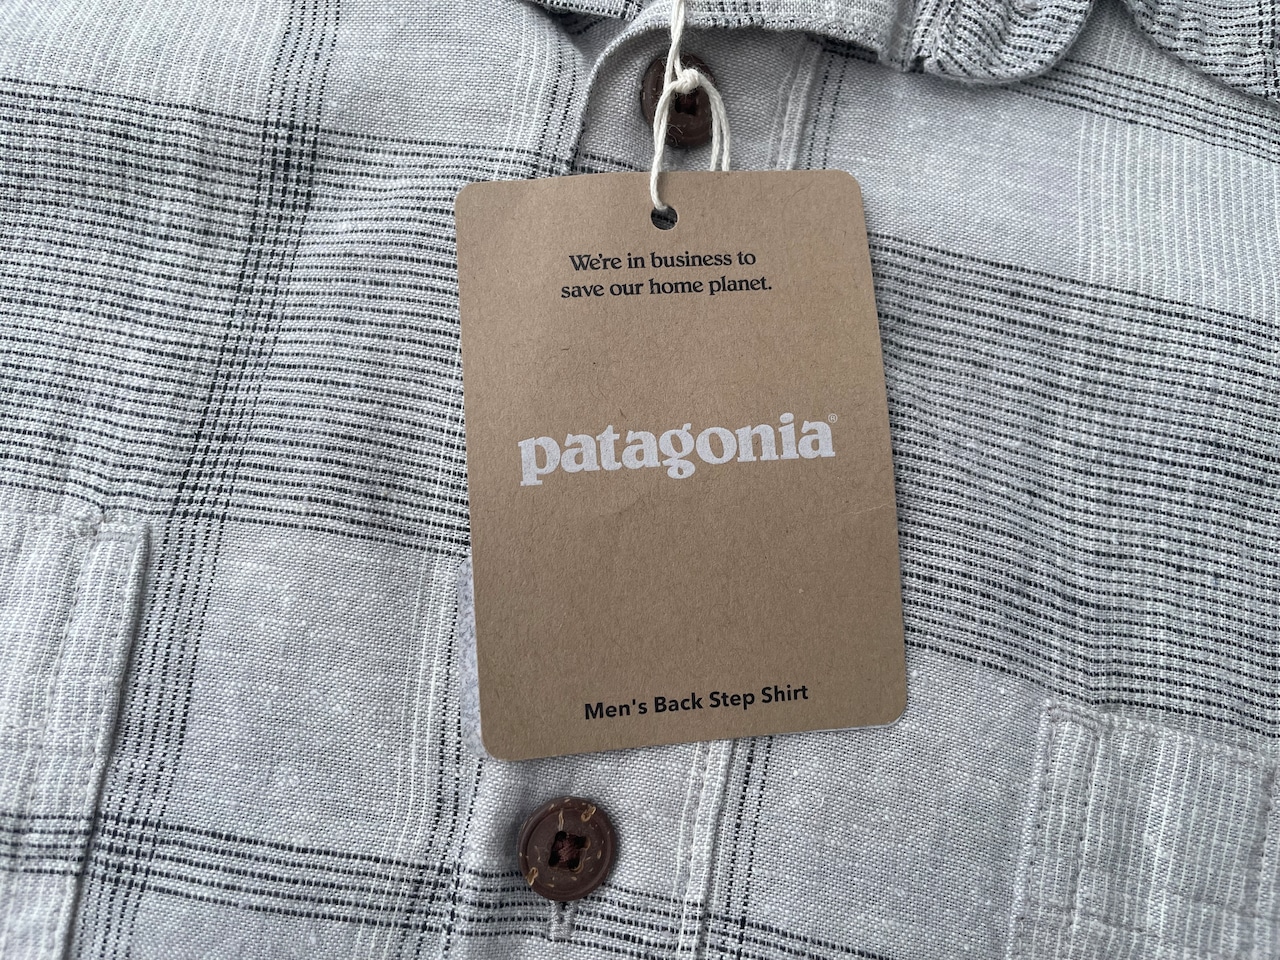 We're in business to
save our home planet.
patagonia®
Men's Back Step Shirt